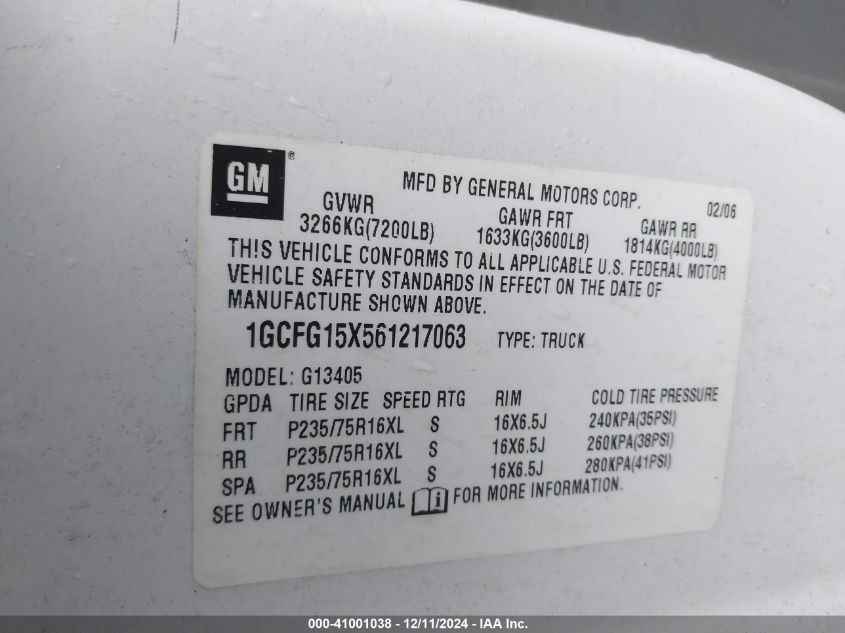 GM®
MFD BY GENERAL MOTORS CORP. 02/06
GVWR GAWR FRT GAWR RR
3266KG(7200LB) 1633KG(3600LB) 1814KG(4000LB)
THIS VEHICLE CONFORMS TO ALL APPLICABLE U.S. FEDERAL MOTOR
VEHICLE SAFETY STANDARDS IN EFFECT ON THE DATE OF
MANUFACTURE SHOWN ABOVE.
1GCFG15X561217063 TYPE: TRUCK
MODEL: G13405
GPDA TIRE SIZE SPEED RTG RIM COLD TIRE PRESSURE
FRT P235/75R16XL S 16X6.5J 240KPA(35PSI)
RR P235/75R16XL S 16X6.5J 260KPA(38PSI)
SPA P235/75R16XL S 16X6.5J 280KPA(41PSI)
SEE OWNER'S MANUAL i FOR MORE INFORMATION.
000-41001038 - 12/11/2024 - IAA Inc.